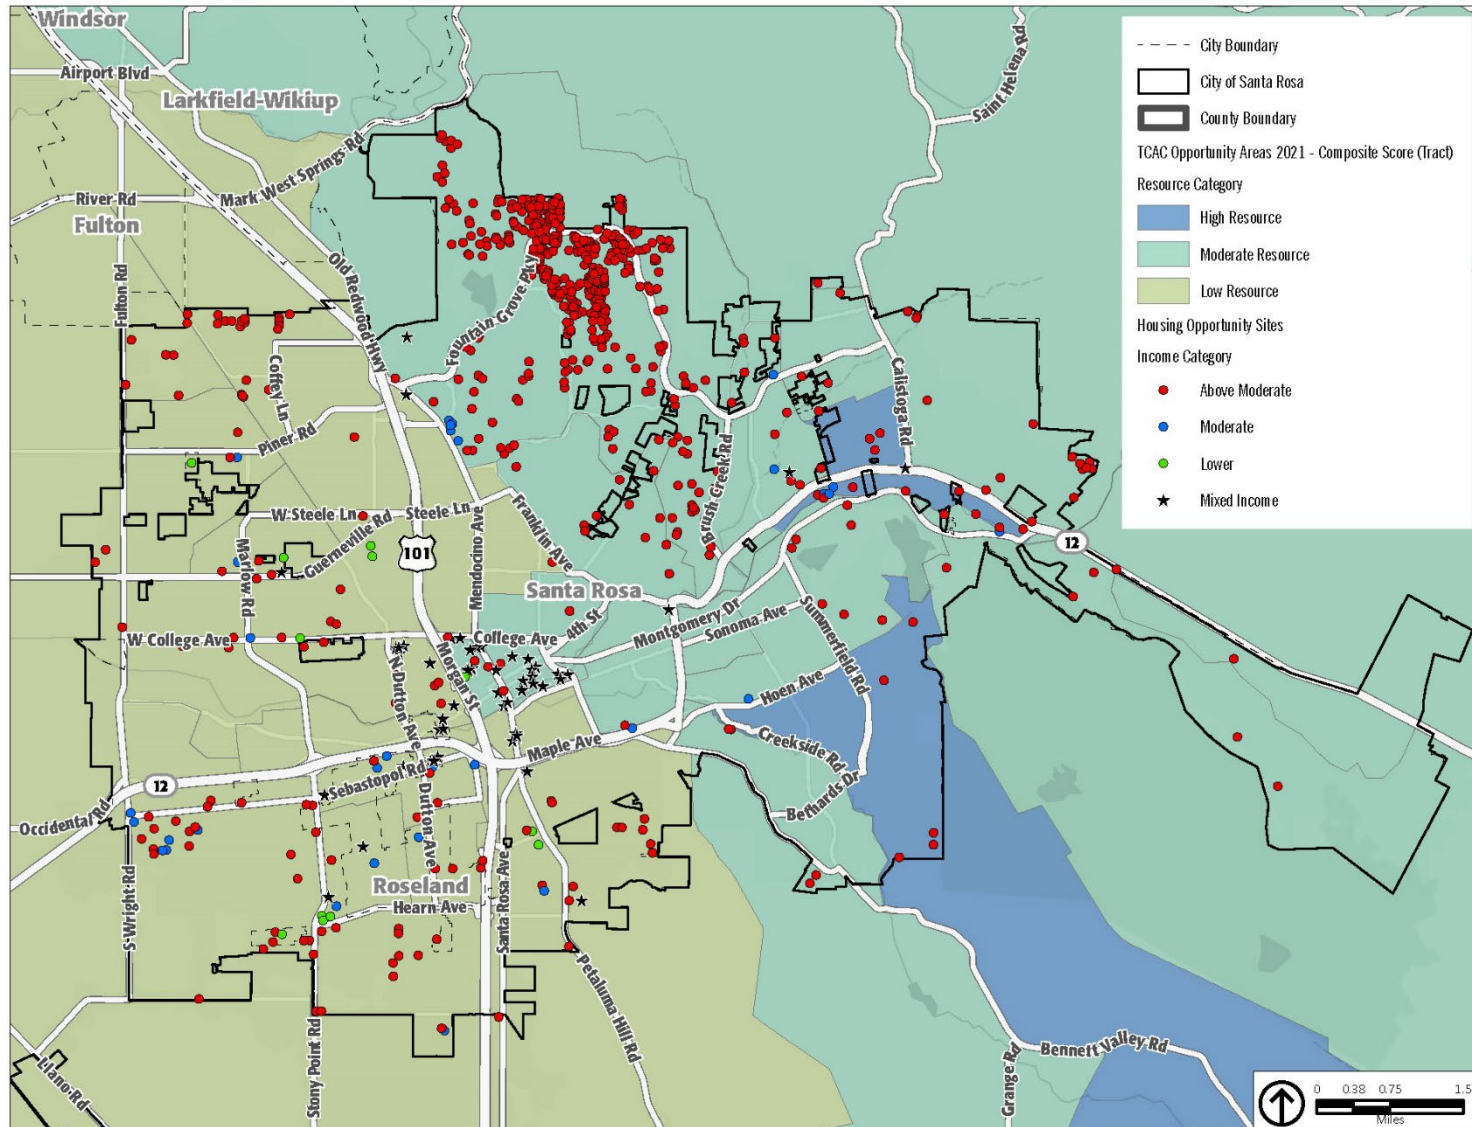 Windsor
Airport Blvd
Larkfield-Wikiup
Mark West Springs Rd
River Rd
Fulton
Fulton Rd
Old Redwood Hwy
Fountain Grove Pky
Saint Helena Rd
Coffey Ln
Piner Rd
Calistoga Rd
Brush Creek Rd
W Steele Ln
Steele Ln
Guerneville Rd
Marlow Rd
101
Mendocino Ave
Franklin Ave
12
Santa Rosa
W College Ave
College Ave
4th St
Montgomery Dr
Sonoma Ave
Summerfield Rd
N Dutton Ave
Morgan St
Hoen Ave
Maple Ave
Creekside Rd
Bethards Dr
12
Sebastopol Rd
Occidental Rd
Dutton Ave
S Wright Rd
Roseland
Hearn Ave
Santa Rosa Ave
Petaluma Hill Rd
Stony Point Rd
Llano Rd
Grange Rd
Bennett Valley Rd
City Boundary
City of Santa Rosa
County Boundary
TCAC Opportunity Areas 2021 - Composite Score (Tract)
Resource Category
High Resource
Moderate Resource
Low Resource
Housing Opportunity Sites
Income Category
Above Moderate
Moderate
Lower
Mixed Income
0 0.38 0.75 1.5
Miles